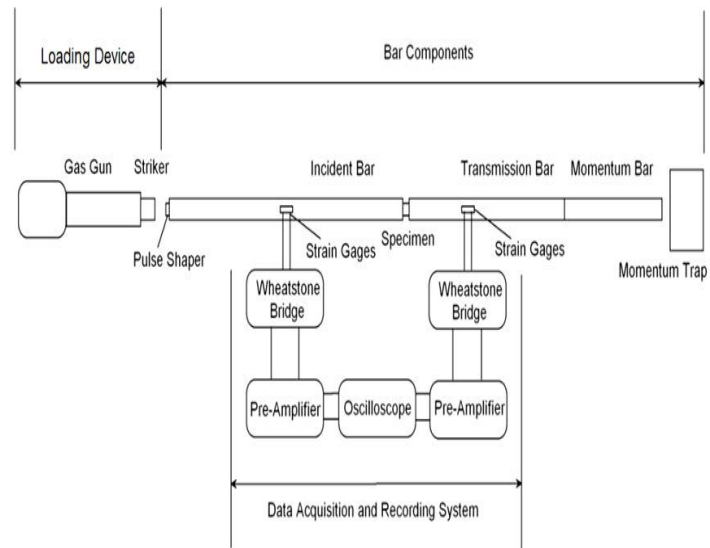 Loading Device
Bar Components
Gas Gun
Striker
Incident Bar
Transmission Bar
Momentum Bar
Pulse Shaper
Strain Gages
Specimen
Strain Gages
Momentum Trap
Wheatstone
Bridge
Wheatstone
Bridge
Pre-Amplifier
Oscilloscope
Pre-Amplifier
Data Acquisition and Recording System